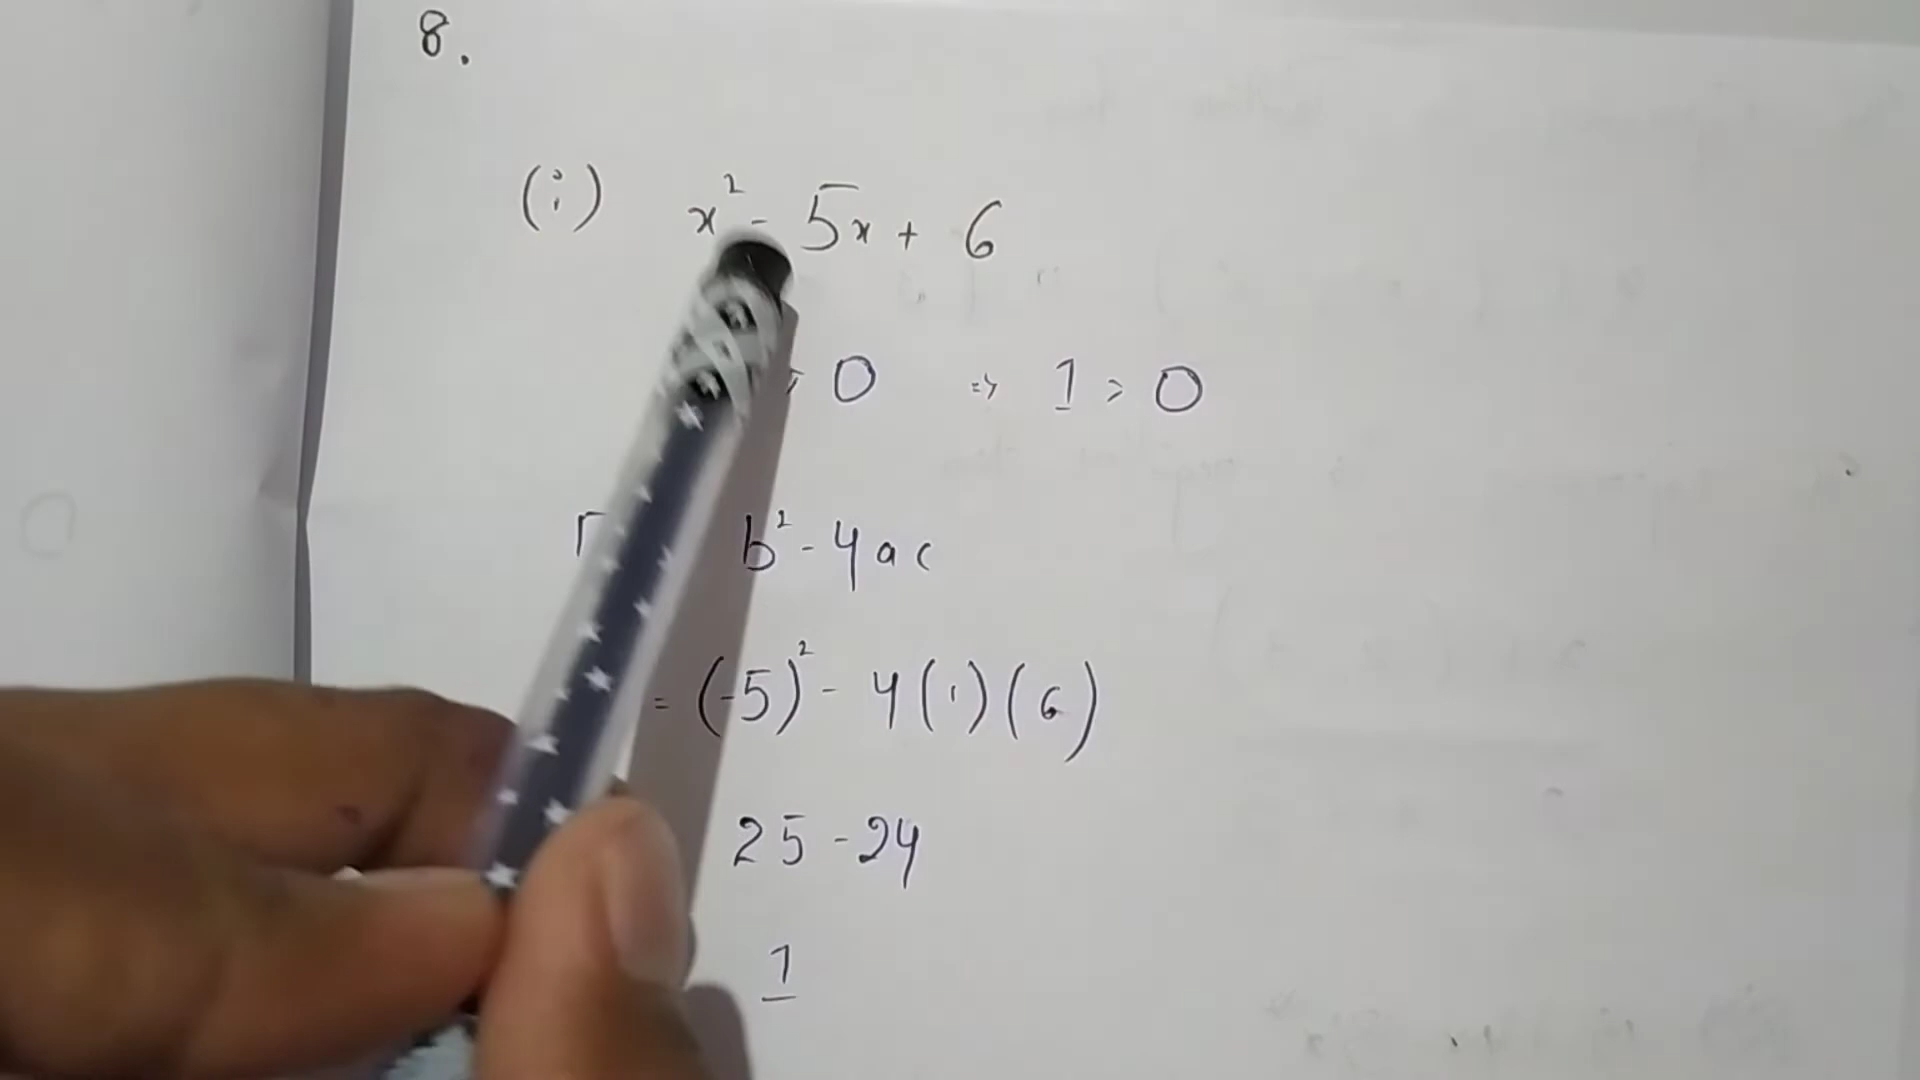 8.
(i) x² - 5x + 6
> 0 => 1 > 0
b² - 4ac
= (-5)² - 4(1)(6)
25 - 24
1